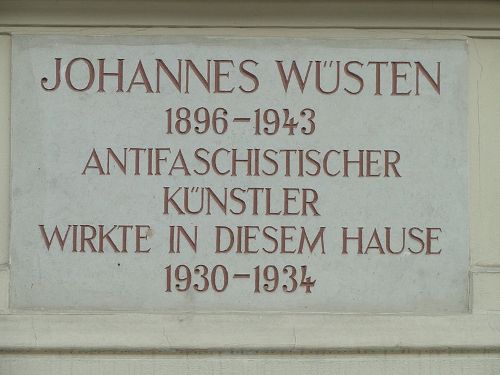 JOHANNES WÜSTEN
1896–1943
ANTIFASCHISTISCHER
KÜNSTLER
WIRKTE IN DIESEM HAUSE
1930–1934